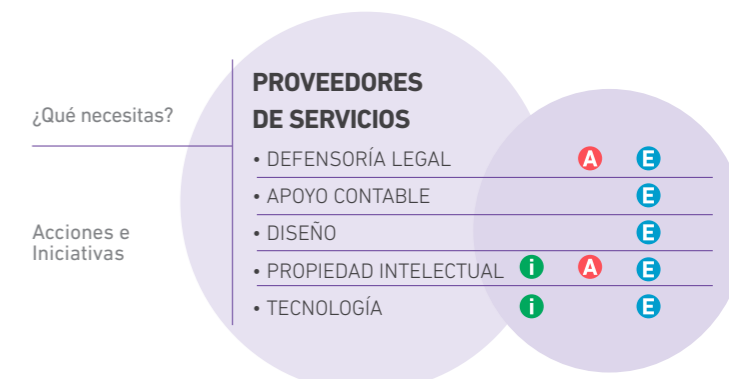 ¿Qué necesitas?
PROVEEDORES
DE SERVICIOS
Acciones e
Iniciativas
• DEFENSORÍA LEGAL A E
• APOYO CONTABLE E
• DISEÑO E
• PROPIEDAD INTELECTUAL i A E
• TECNOLOGÍA i E